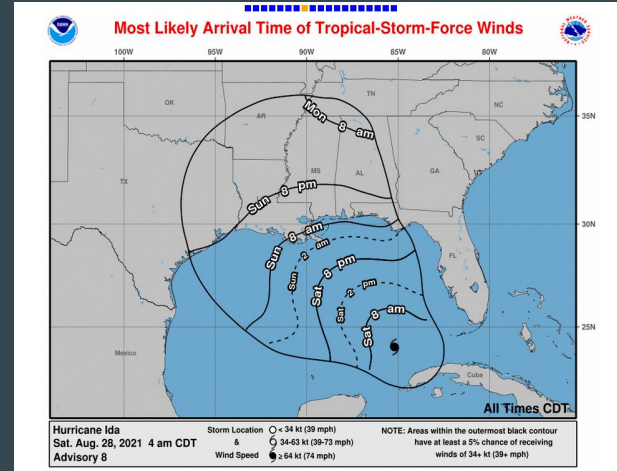 Most Likely Arrival Time of Tropical-Storm-Force Winds
NOAA
100W 95W 90W 85W 80W
OK
AR
TN
NC
35N
Mon 8 am
SC
TX
MS
AL
GA
Sun 8 pm
30N
Sun 8 am
Sun 2 am
FL
Sat 8 pm
Sat 2 pm
Sat 8 am
25N
Mexico
Cuba
All Times CDT
Hurricane Ida
Sat. Aug. 28, 2021 4 am CDT
Advisory 8
Storm Location
&
Wind Speed
< 34 kt (39 mph)
34-63 kt (39-73 mph)
≥ 64 kt (74 mph)
NOTE: Areas within the outermost black contour
have at least a 5% chance of receiving
winds of 34+ kt (39+ mph)